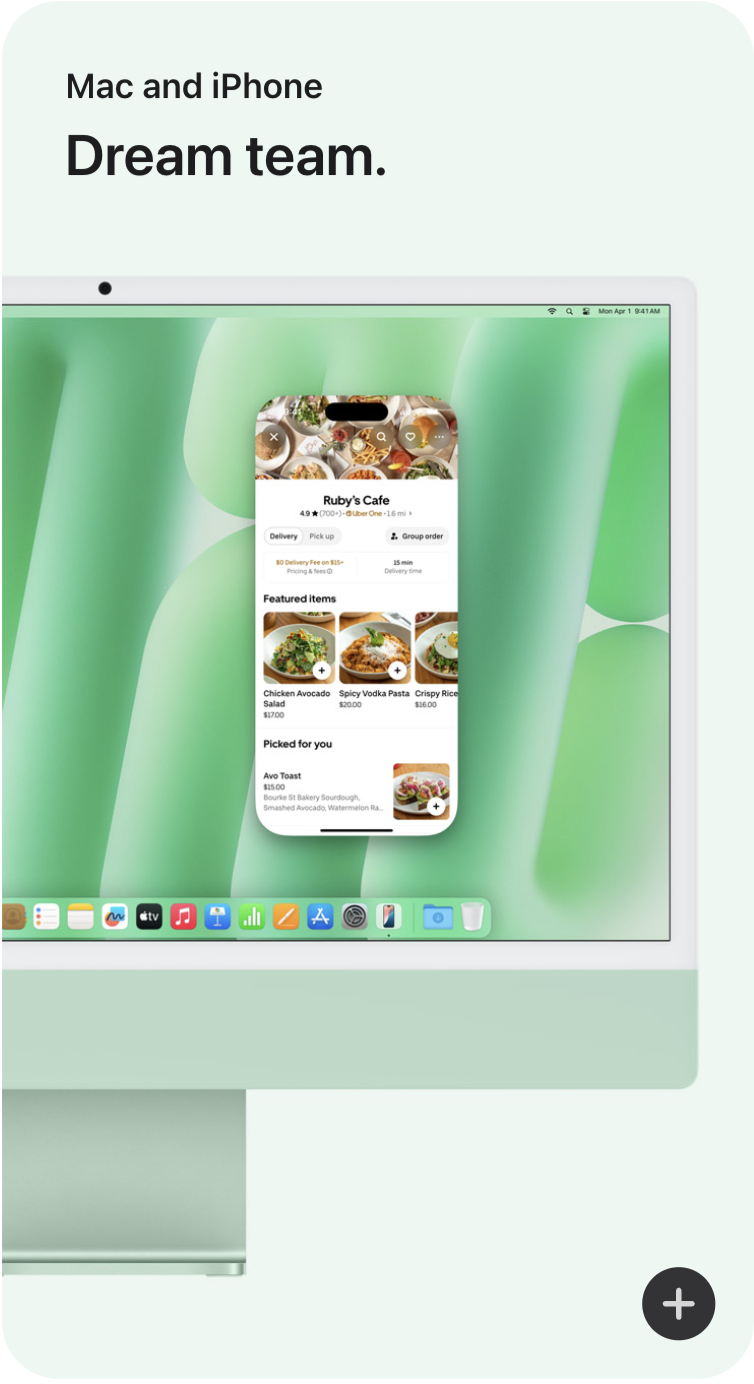 Mac and iPhone
Dream team.
Mon Apr 1 9:41 AM
Ruby's Cafe
4.9 ★ (700+) • Uber One • 1.6 mi >
Delivery
Pick up
Group order
$0 Delivery Fee on $15+
Pricing & fees
15 min
Delivery time
Featured items
Chicken Avocado
Salad
$17.00
Spicy Vodka Pasta
$20.00
Crispy Rice
$16.00
Picked for you
Avo Toast
$15.00
Bourke St Bakery Sourdough,
Smashed Avocado, Watermelon Ra...
tv